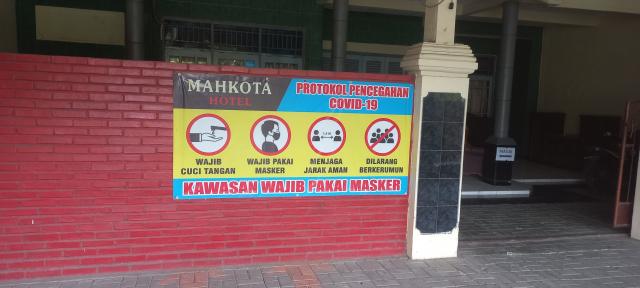 MAHKOTA
HOTEL
PROTOKOL PENCEGAHAN
COVID-19
WAJIB
CUCI TANGAN
WAJIB PAKAI
MASKER
MENJAGA
JARAK AMAN
DILARANG
BERKERUMUN
KAWASAN WAJIB PAKAI MASKER